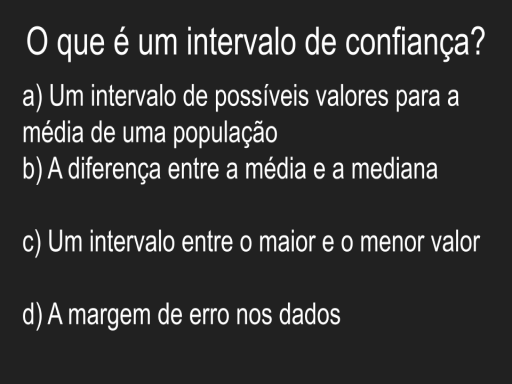 O que é um intervalo de confiança?
a) Um intervalo de possíveis valores para a
média de uma população
b) A diferença entre a média e a mediana
c) Um intervalo entre o maior e o menor valor
d) A margem de erro nos dados